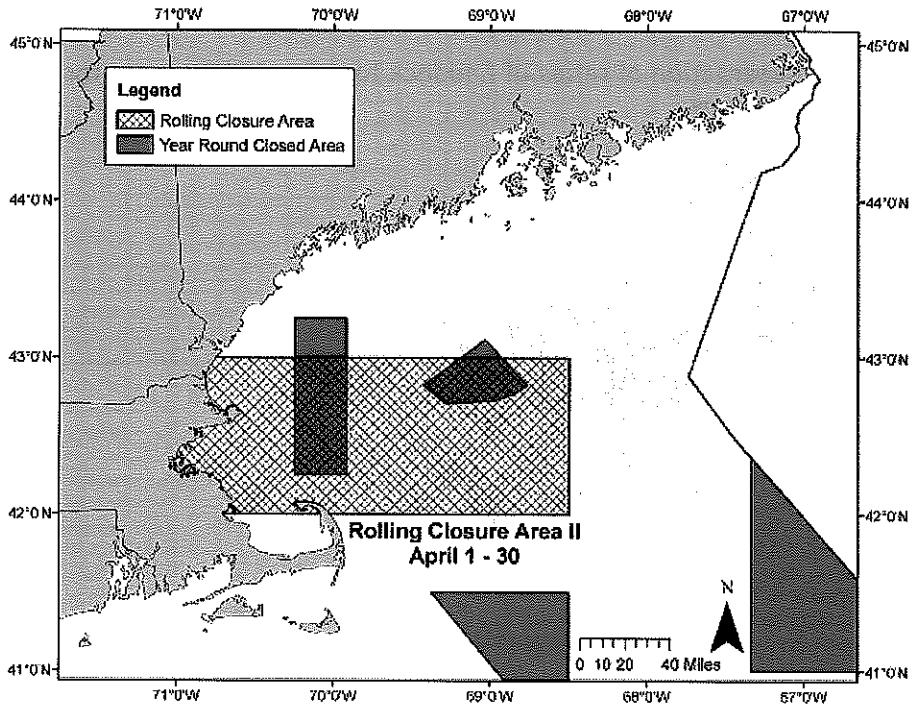 71°0'W 70°0'W 69°0'W 68°0'W 67°0'W
45°0'N 45°0'N
Legend
Rolling Closure Area
Year Round Closed Area
44°0'N 44°0'N
43°0'N 43°0'N
42°0'N 42°0'N
Rolling Closure Area II
April 1 - 30
N
0 10 20 40 Miles
41°0'N 41°0'N
71°0'W 70°0'W 69°0'W 68°0'W 67°0'W